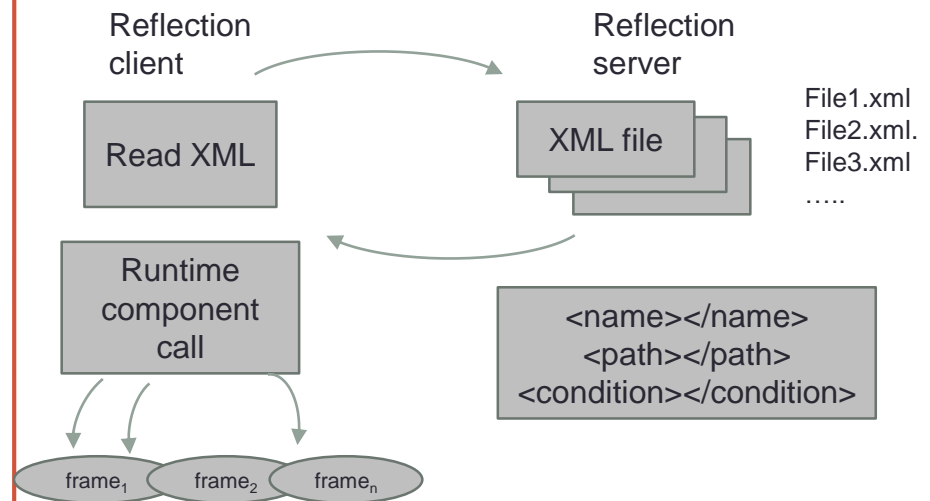 Reflection
client
Reflection
server
Read XML
XML file
File1.xml
File2.xml.
File3.xml
…..
Runtime
component
call
<name></name>
<path></path>
<condition></condition>
frame₁
frame₂
frameₙ